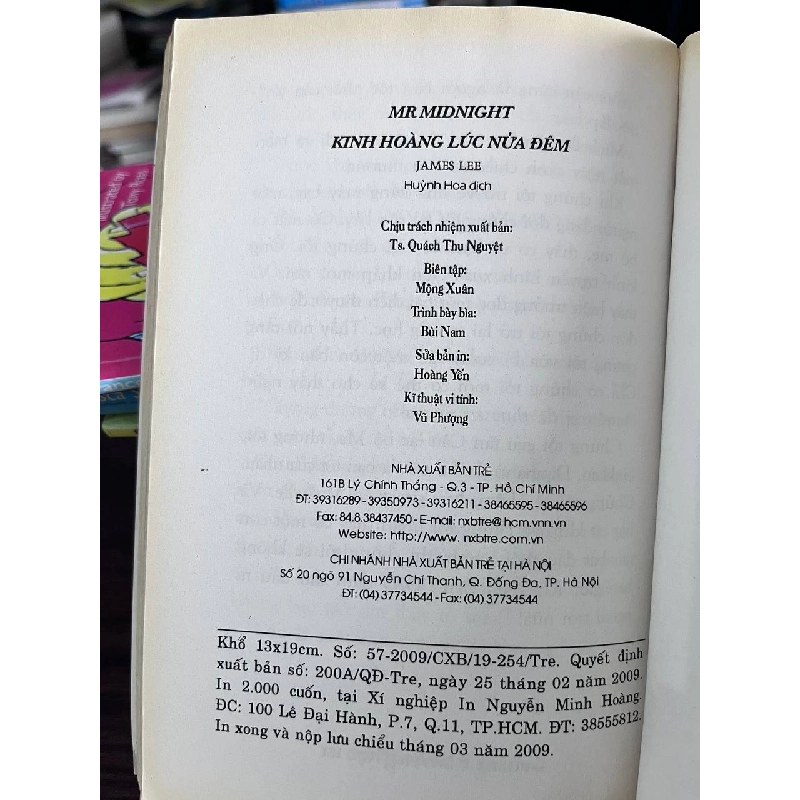 MR MIDNIGHT
KINH HOÀNG LÚC NỬA ĐÊM
JAMES LEE
Huỳnh Hoa dịch
Chịu trách nhiệm xuất bản:
Ts. Quách Thu Nguyệt
Biên tập:
Mộng Xuân
Trình bày bìa:
Bùi Nam
Sửa bản in:
Hoàng Yến
Kĩ thuật vi tính:
Vũ Phượng
NHÀ XUẤT BẢN TRẺ
161B Lý Chính Thắng - Q.3 - TP. Hồ Chí Minh
ĐT: 39316289 - 39350973 - 39316211 - 38465595 - 38465596
Fax: 84.8.38437450 - E-mail: nxbtre@hcm.vnn.vn
Website: http://www. nxbtre.com.vn
CHI NHÁNH NHÀ XUẤT BẢN TRẺ TẠI HÀ NỘI
Số 20 ngõ 91 Nguyễn Chí Thanh, Q. Đống Đa, TP. Hà Nội
ĐT: (04) 37734544 - Fax: (04) 37734544
Khổ 13x19cm. Số: 57-2009/CXB/19-254/Tre. Quyết định
xuất bản số: 200A/QĐ-Tre, ngày 25 tháng 02 năm 2009.
In 2.000 cuốn, tại Xí nghiệp In Nguyễn Minh Hoàng.
ĐC: 100 Lê Đại Hành, P.7, Q.11, TP.HCM. ĐT: 38555812.
In xong và nộp lưu chiểu tháng 03 năm 2009.
illustrated by
Tony Ross